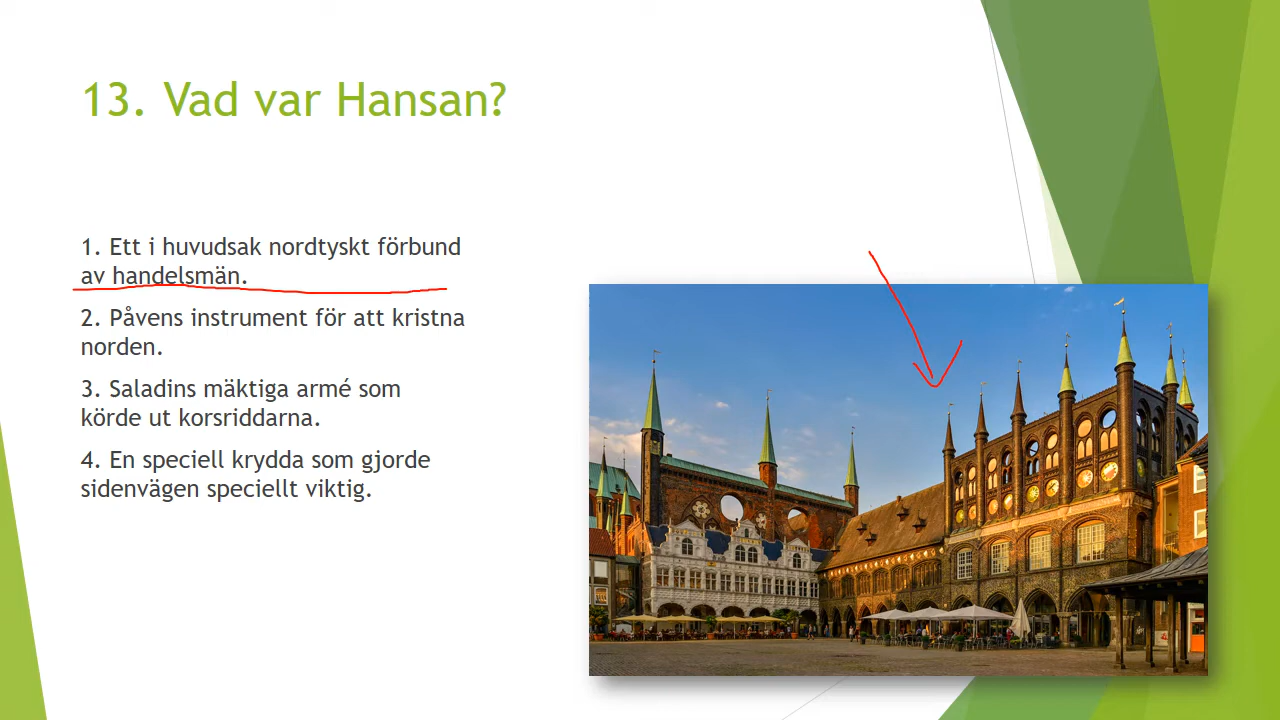 13. Vad var Hansan?
1. Ett i huvudsak nordtyskt förbund
av handelsmän.
2. Påvens instrument för att kristna
norden.
3. Saladins mäktiga armé som
körde ut korsriddarna.
4. En speciell krydda som gjorde
sidenvägen speciellt viktig.